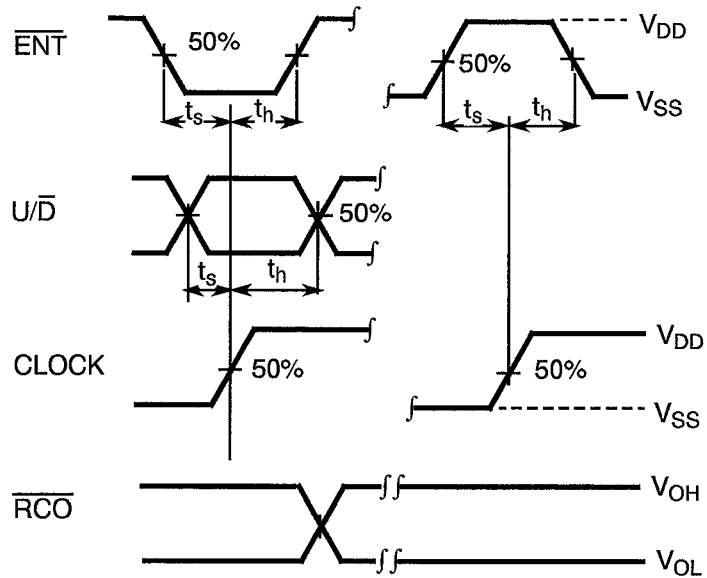 ENT 50% 50% V_DD
t_s t_h t_s t_h V_SS
U/D 50%
t_s t_h
CLOCK 50% 50% V_DD
V_SS
RCO V_OH
V_OL